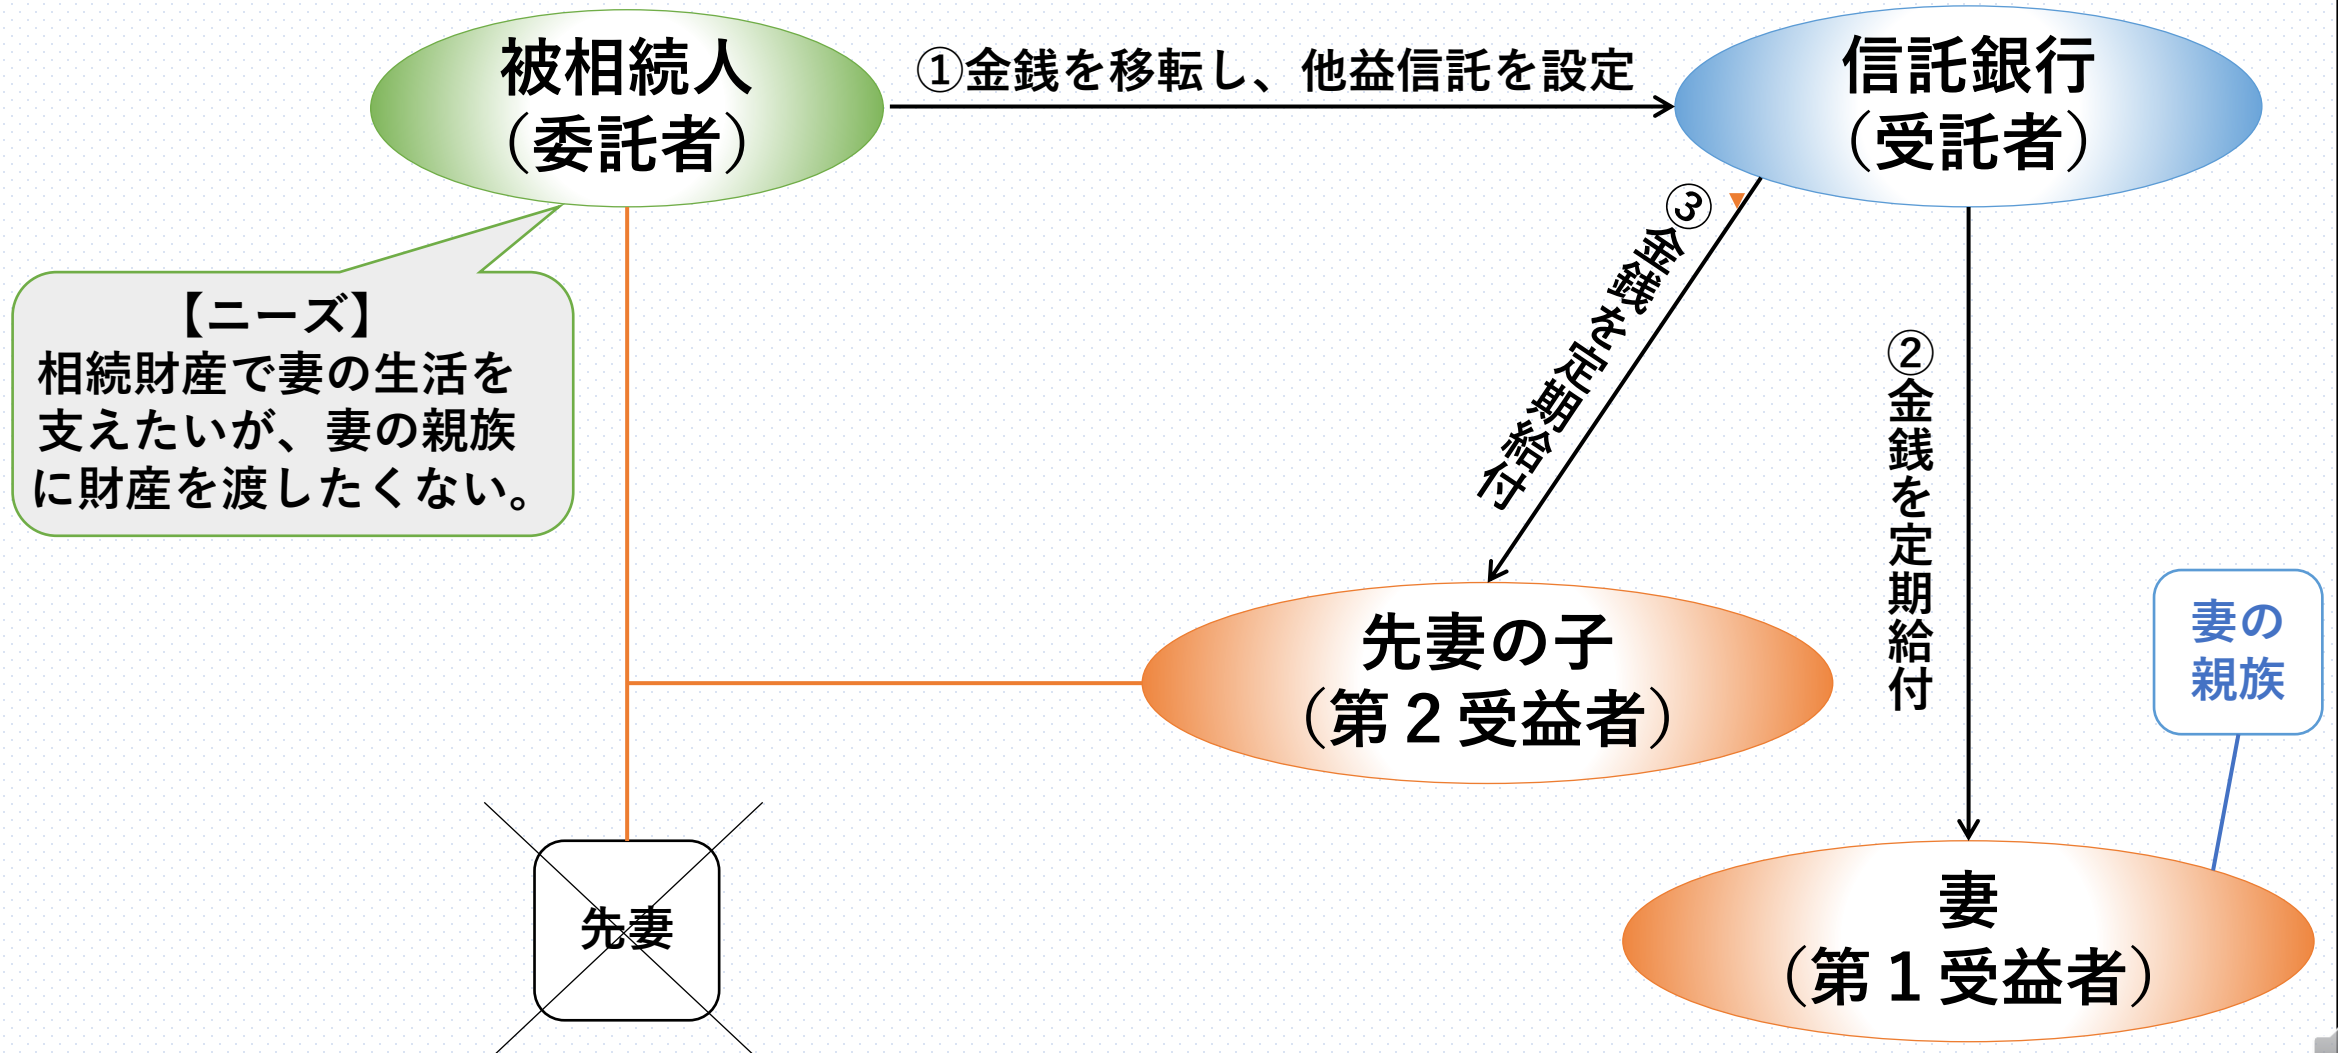 被相続人
（委託者）
①金銭を移転し、他益信託を設定
信託銀行
（受託者）
【ニーズ】
相続財産で妻の生活を
支えたいが、妻の親族
に財産を渡したくない。
③金銭を定期給付
②金銭を定期給付
妻の
親族
先妻の子
（第２受益者）
先妻
妻
（第１受益者）